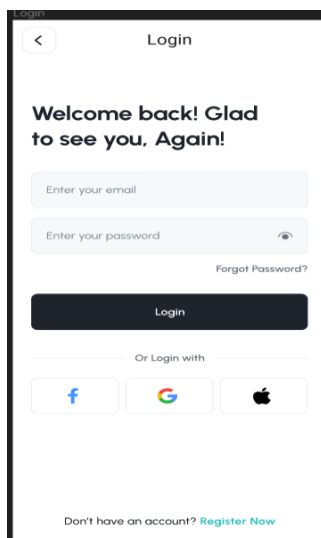 Login
Login
Welcome back! Glad
to see you, Again!
Enter your email
Enter your password
Forgot Password?
Login
Or Login with
Don't have an account? Register Now